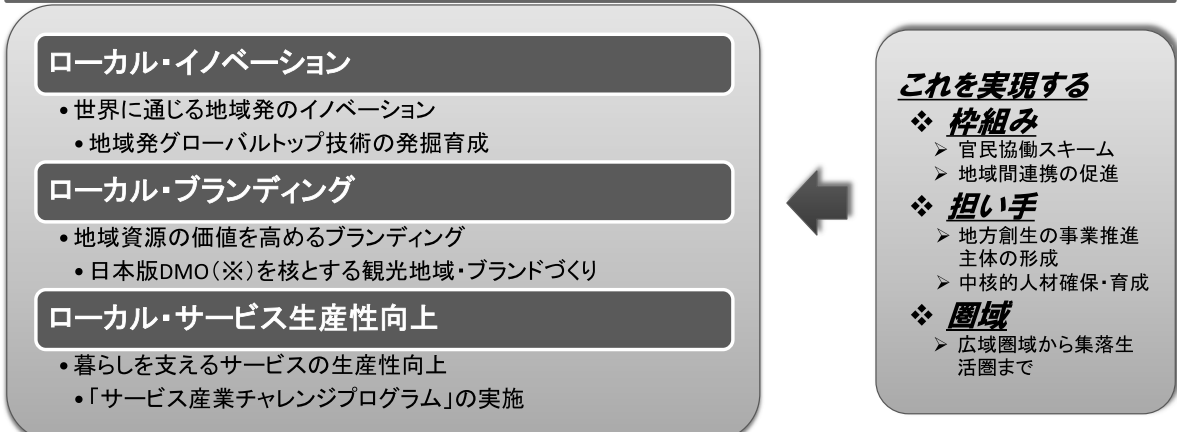 ローカル・イノベーション
•世界に通じる地域発のイノベーション
•地域発グローバルトップ技術の発掘育成
ローカル・ブランディング
•地域資源の価値を高めるブランディング
•日本版DMO(※)を核とする観光地域・ブランドづくり
ローカル・サービス生産性向上
•暮らしを支えるサービスの生産性向上
•「サービス産業チャレンジプログラム」の実施
これを実現する
❖ 枠組み
➢ 官民協働スキーム
➢ 地域間連携の促進
❖ 担い手
➢ 地方創生の事業推進
主体の形成
➢ 中核的人材確保・育成
❖ 圏域
➢ 広域圏域から集落生
活圏まで